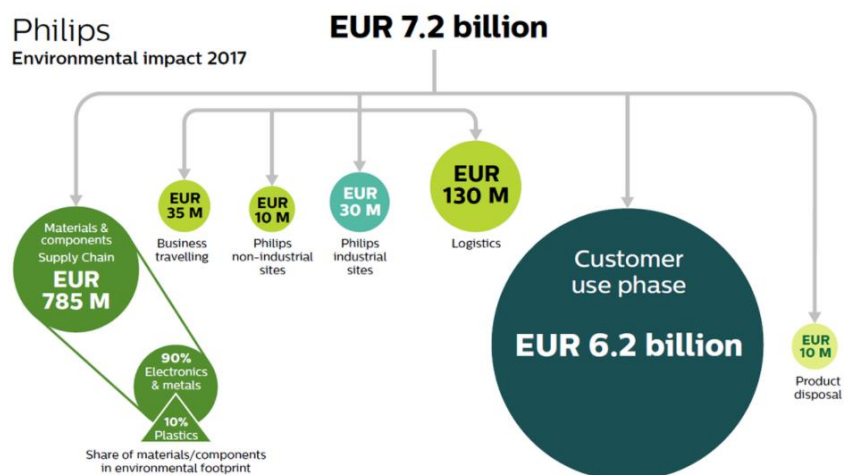 Philips
Environmental impact 2017
EUR 7.2 billion
Materials &
components
Supply Chain
EUR
785 M
90%
Electronics
& metals
10%
Plastics
Share of materials/components
in environmental footprint
EUR
35 M
Business
travelling
EUR
10 M
Philips
non-industrial
sites
EUR
30 M
Philips
industrial
sites
EUR
130 M
Logistics
Customer
use phase
EUR 6.2 billion
EUR
10 M
Product
disposal